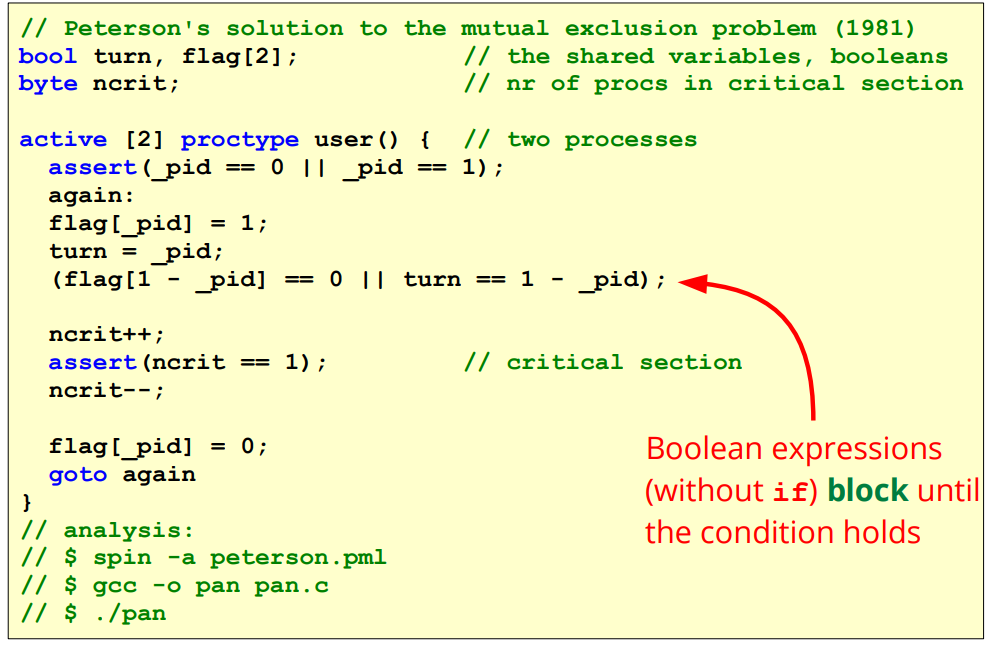 // Peterson's solution to the mutual exclusion problem (1981)
bool turn, flag[2];           // the shared variables, booleans
byte ncrit;                   // nr of procs in critical section
active [2] proctype user() {  // two processes
  assert(_pid == 0 || _pid == 1);
  again:
  flag[_pid] = 1;
  turn = _pid;
  (flag[1 - _pid] == 0 || turn == 1 - _pid);
  ncrit++;
  assert(ncrit == 1);         // critical section
  ncrit--;
  flag[_pid] = 0;
  goto again
}
// analysis:
// $ spin -a peterson.pml
// $ gcc -o pan pan.c
// $ ./pan
Boolean expressions
(without if) block until
the condition holds